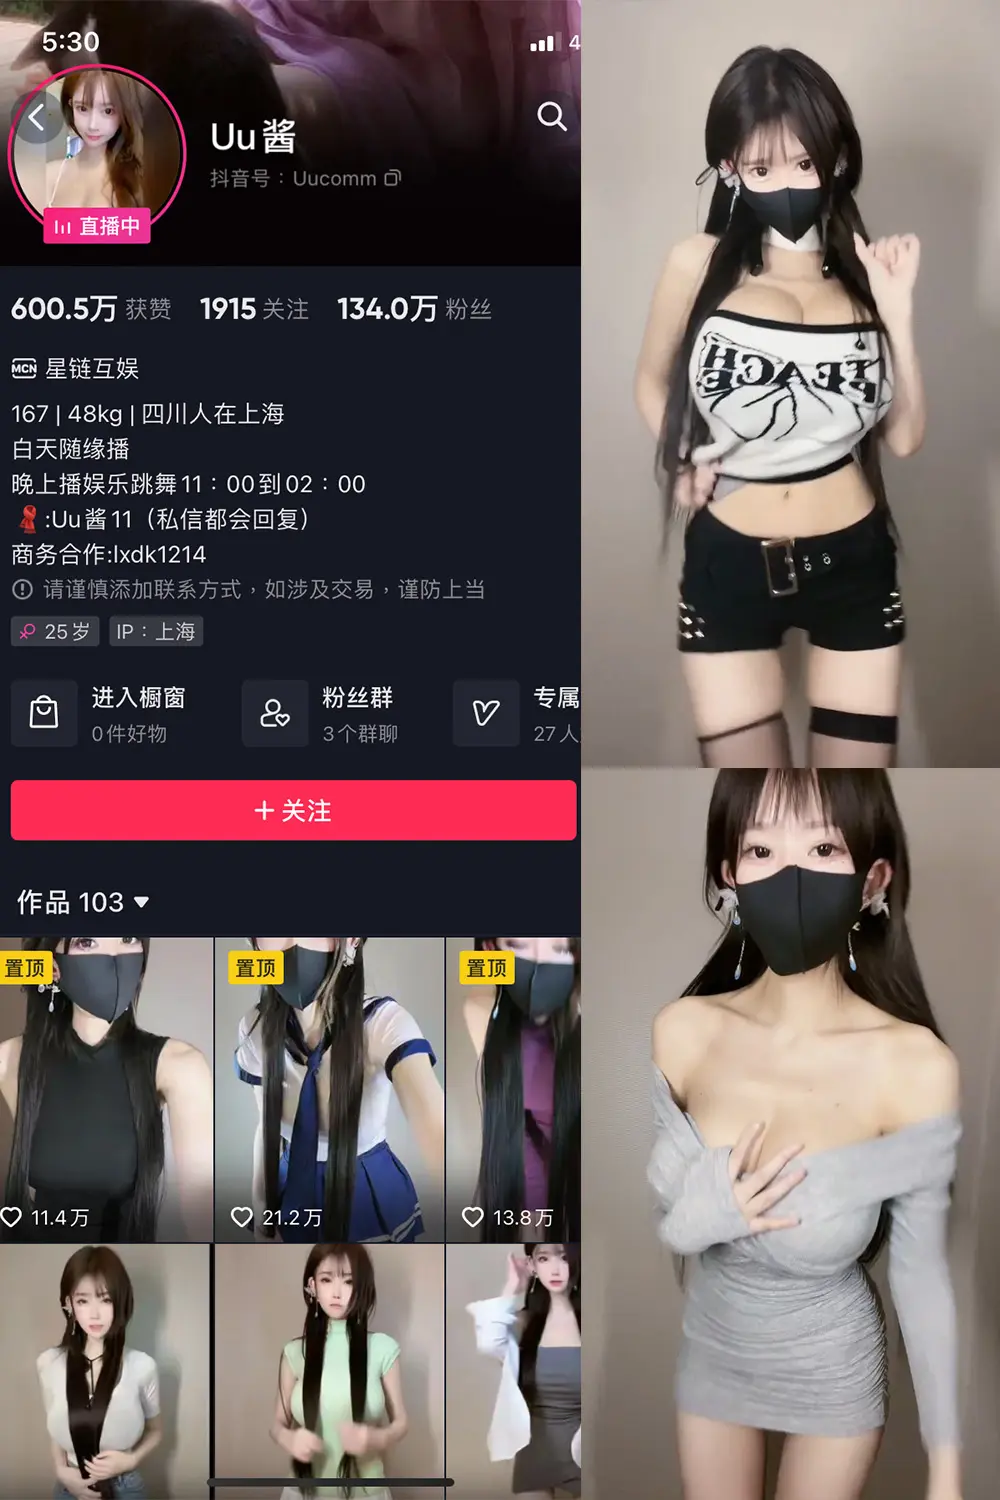 5:30
4
Uu酱
抖音号：Uucomm
直播中
600.5万 获赞 1915 关注 134.0万 粉丝
MCN 星链互娱
167 | 48kg | 四川人在上海
白天随缘播
晚上播娱乐跳舞11：00到02：00
:Uu酱11（私信都会回复）
商务合作:lxdk1214
请谨慎添加联系方式，如涉及交易，谨防上当
25岁 IP：上海
进入橱窗 粉丝群 专属
0件好物 3个群聊 27人
+ 关注
作品 103
置顶 置顶 置顶
11.4万 21.2万 13.8万